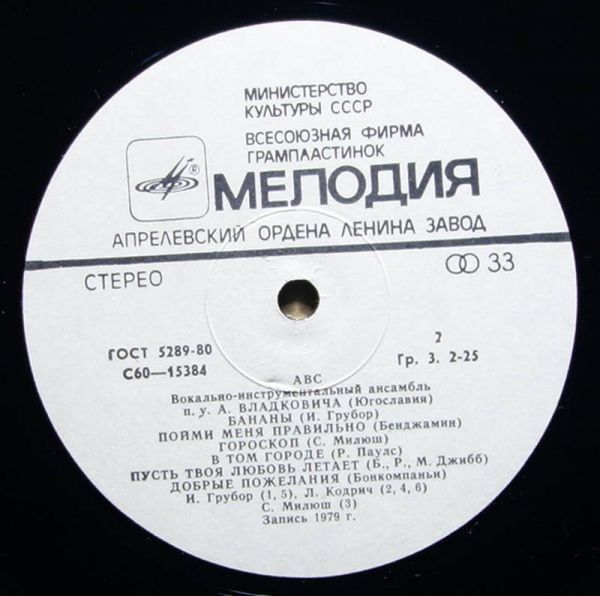 МИНИСТЕРСТВО
КУЛЬТУРЫ СССР
ВСЕСОЮЗНАЯ ФИРМА
ГРАМПЛАСТИНОК
МЕЛОДИЯ
АПРЕЛЕВСКИЙ ОРДЕНА ЛЕНИНА ЗАВОД
СТЕРЕО
33
ГОСТ 5289-80
С60—15384
2
Гр. 3. 2-25
АВС
Вокально-инструментальный ансамбль
п. у. А. ВЛАДКОВИЧА (Югославия)
БАНАНЫ (И. Грубор)
ПОЙМИ МЕНЯ ПРАВИЛЬНО (Бенджамин)
ГОРОСКОП (С. Милюш)
В ТОМ ГОРОДЕ (Р. Паулс)
ПУСТЬ ТВОЯ ЛЮБОВЬ ЛЕТАЕТ (Б., Р., М. Джибб)
ДОБРЫЕ ПОЖЕЛАНИЯ (Бонкомпаньи)
И. Грубор (1, 5), Л. Кодрич (2, 4, 6)
С. Милюш (3)
Запись 1979 г.